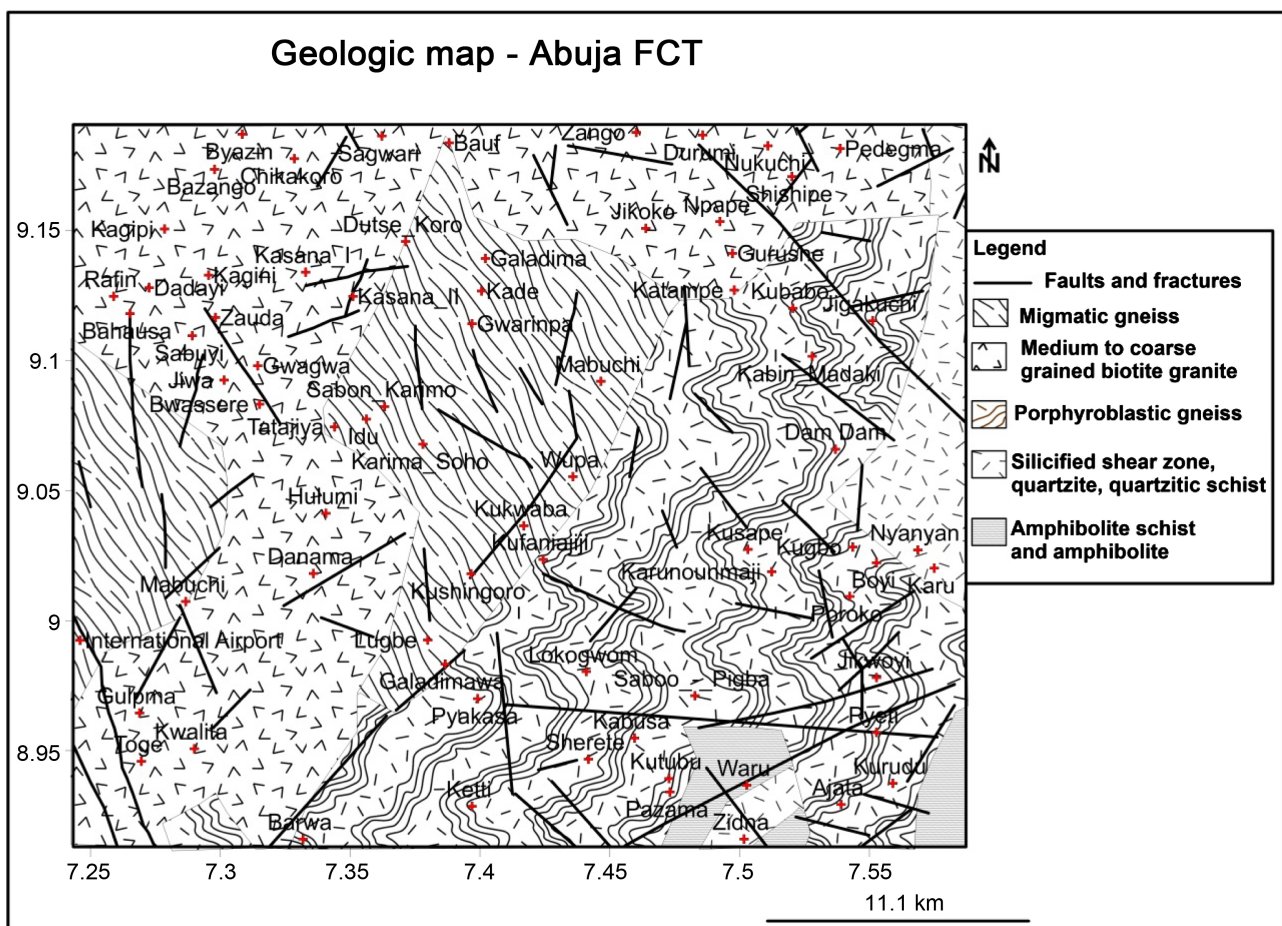 Geologic map - Abuja FCT
Zango
Bauf
Byazin
Sagwari
Durumi
Pedegma
Nukuchi
Chikakoro
Bazango
Shishipe
Jikoko
Npape
Dutse_Koro
Kagipi
9.15
N
Kasana_I
Galadima
Gurushe
Rafin
Dadayi
Kagini
Kasana_II
Kade
Katampe
Kubabe
Jigakuchi
Bahausa
Zauda
Gwarinpa
Sabuyi
9.1
Gwagwa
Mabuchi
Kabin_Madaki
Jiwa
Sabon_Karimo
Bwassere
Tatajiya
Idu
Dam Dam
Karima_Soho
Wupa
9.05
Hulumi
Kukwaba
Kusape
Kugbo
Nyanyan
Kufaniajiji
Danama
Karunounmaji
Mabuchi
Kushingoro
Boyi
Karu
Poroko
9
International Airport
Lugbe
Lokogwom
Jikwoyi
Galadimawa
Saboo
Pigba
Gulpma
Pyakasa
Kabusa
Ryeti
Kwalita
Toge
Sherete
8.95
Kutubu
Waru
Kurudu
Ketti
Ajata
Pazama
Barwa
Zidna
7.25
7.3
7.35
7.4
7.45
7.5
7.55
11.1 km
Legend
Faults and fractures
Migmatic gneiss
Medium to coarse
grained biotite granite
Porphyroblastic gneiss
Silicified shear zone,
quartzite, quartzitic schist
Amphibolite schist
and amphibolite